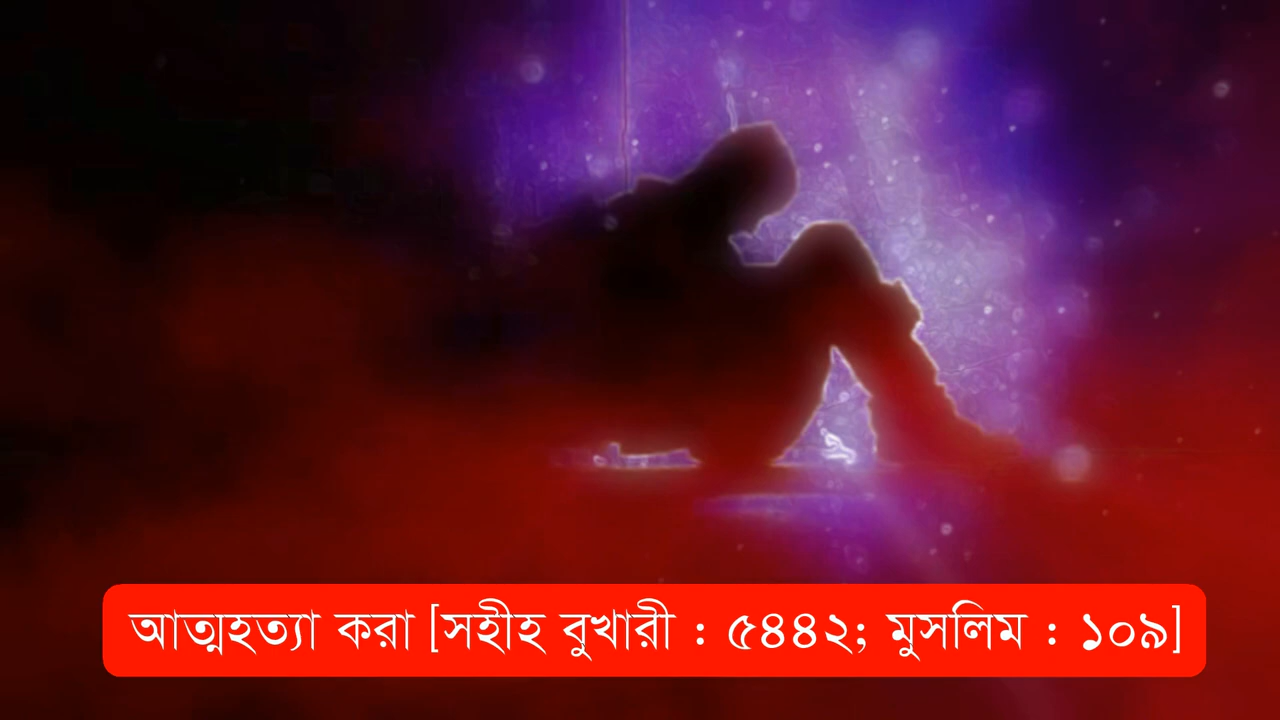 আত্মহত্যা করা [সহীহ বুখারী : ৫৪৪২; মুসলিম : ১০৯]